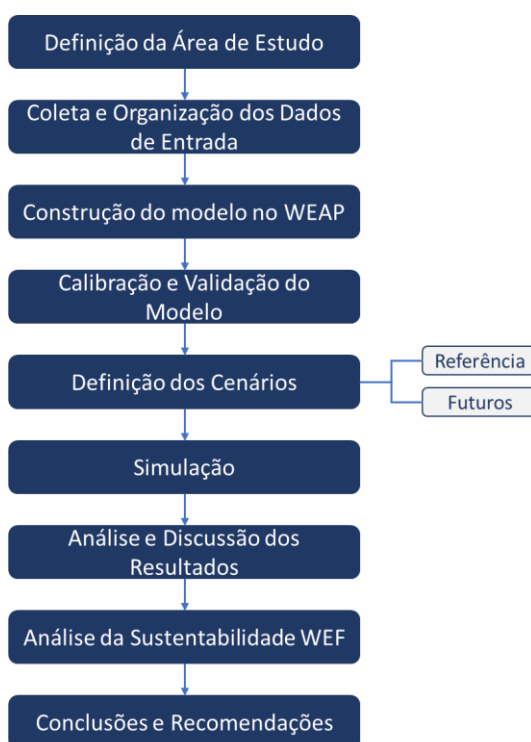 Definição da Área de Estudo
Coleta e Organização dos Dados
de Entrada
Construção do modelo no WEAP
Calibração e Validação do
Modelo
Definição dos Cenários
Referência
Futuros
Simulação
Análise e Discussão dos
Resultados
Análise da Sustentabilidade WEF
Conclusões e Recomendações